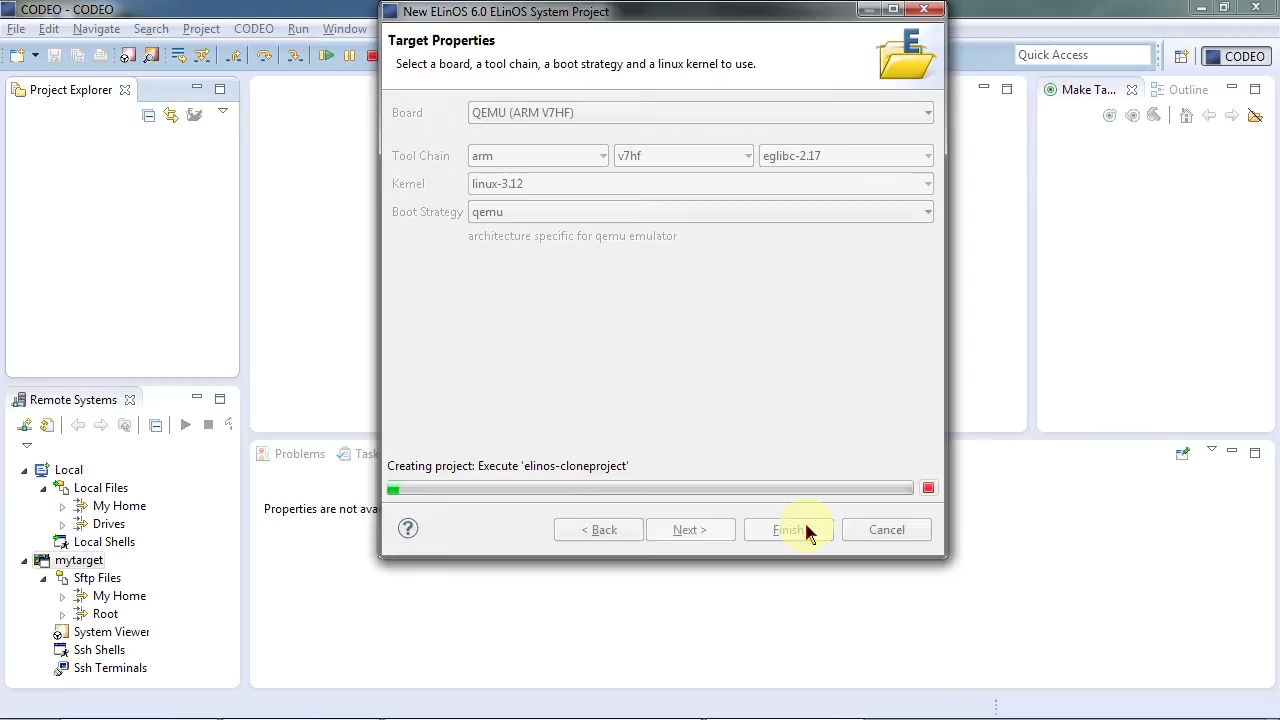 CODEO - CODEO
New ELinOS 6.0 ELinOS System Project
File Edit Navigate Search Project CODEO Run Window
Quick Access
CODEO
Target Properties
Select a board, a tool chain, a boot strategy and a linux kernel to use.
E
Project Explorer
Make Ta...
Outline
Board
QEMU (ARM V7HF)
Tool Chain
arm
v7hf
eglibc-2.17
Kernel
linux-3.12
Boot Strategy
qemu
architecture specific for qemu emulator
Remote Systems
Local
Local Files
My Home
Drives
Local Shells
mytarget
Sftp Files
My Home
Root
System Viewer
Ssh Shells
Ssh Terminals
Problems
Task
Properties are not ava
Creating project: Execute 'elinos-cloneproject'
?
< Back
Next >
Finish
Cancel